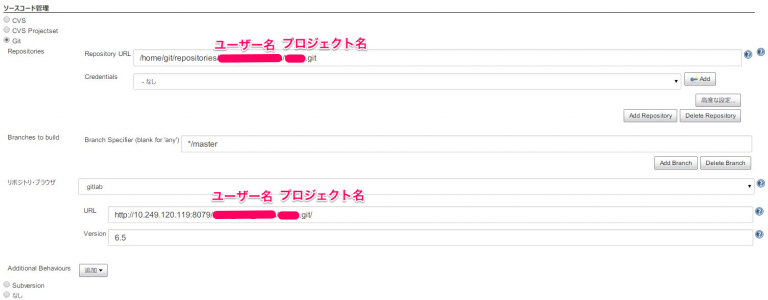 ソースコード管理
CVS
CVS Projectset
Git
ユーザー名 プロジェクト名
Repositories Repository URL /home/git/repositories / .git
Credentials - なし Add
高度な設定...
Add Repository Delete Repository
Branches to build Branch Specifier (blank for 'any') */master
Add Branch Delete Branch
リポジトリ・ブラウザ gitlab
ユーザー名 プロジェクト名
URL http://10.249.120.119:8079/ .git/
Version 6.5
Additional Behaviours 追加
Subversion
なし